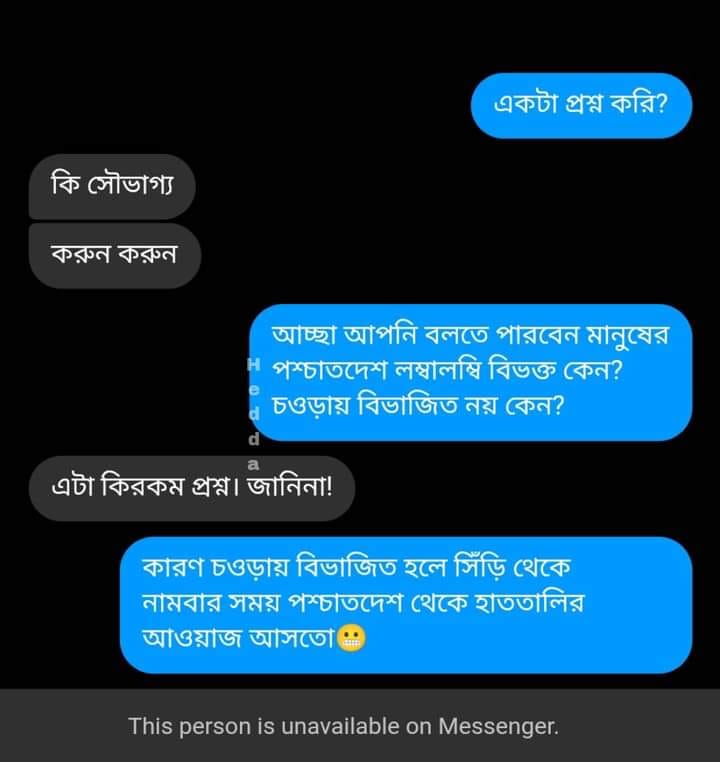 একটা প্রশ্ন করি?
কি সৌভাগ্য
করুন করুন
আচ্ছা আপনি বলতে পারবেন মানুষের
পশ্চাতদেশ লম্বালম্বি বিভক্ত কেন?
চওড়ায় বিভাজিত নয় কেন?
Hedda
এটা কিরকম প্রশ্ন। জানিনা!
কারণ চওড়ায় বিভাজিত হলে সিঁড়ি থেকে
নামবার সময় পশ্চাতদেশ থেকে হাততালির
আওয়াজ আসতো😬
This person is unavailable on Messenger.